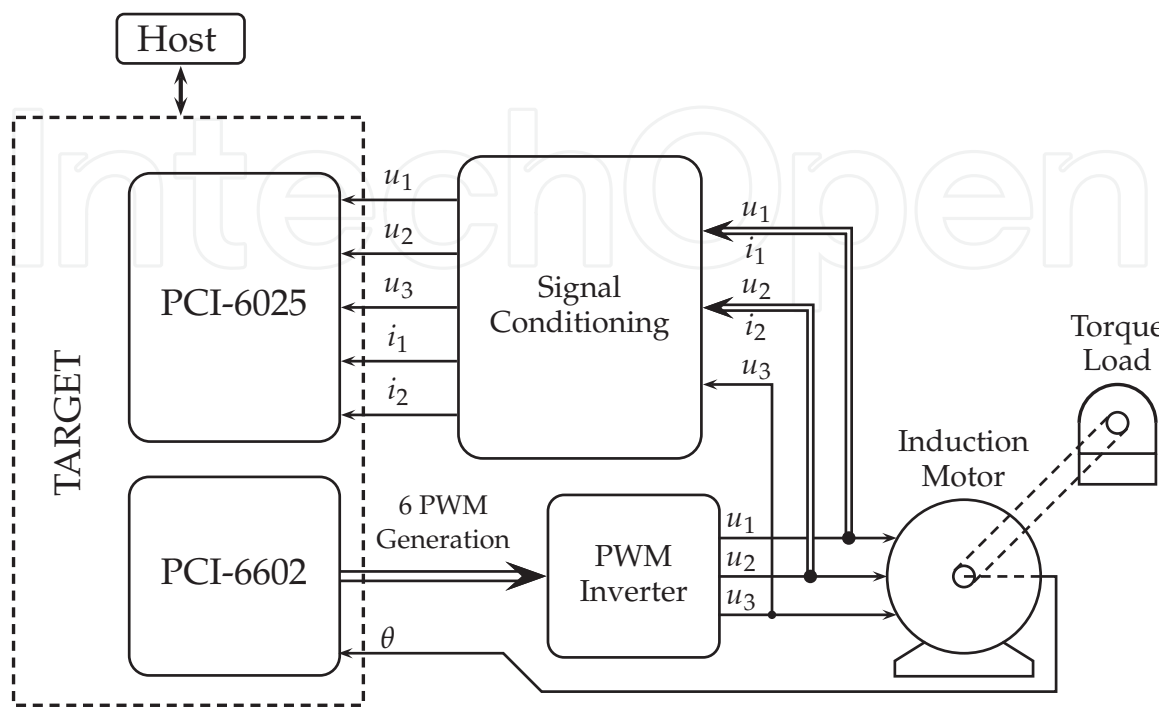 Host
IntechOpen
TARGET
PCI-6025
PCI-6602
u1
u2
u3
i1
i2
Signal
Conditioning
u1
i1
u2
i2
u3
6 PWM
Generation
θ
PWM
Inverter
u1
u2
u3
Induction
Motor
Torque
Load